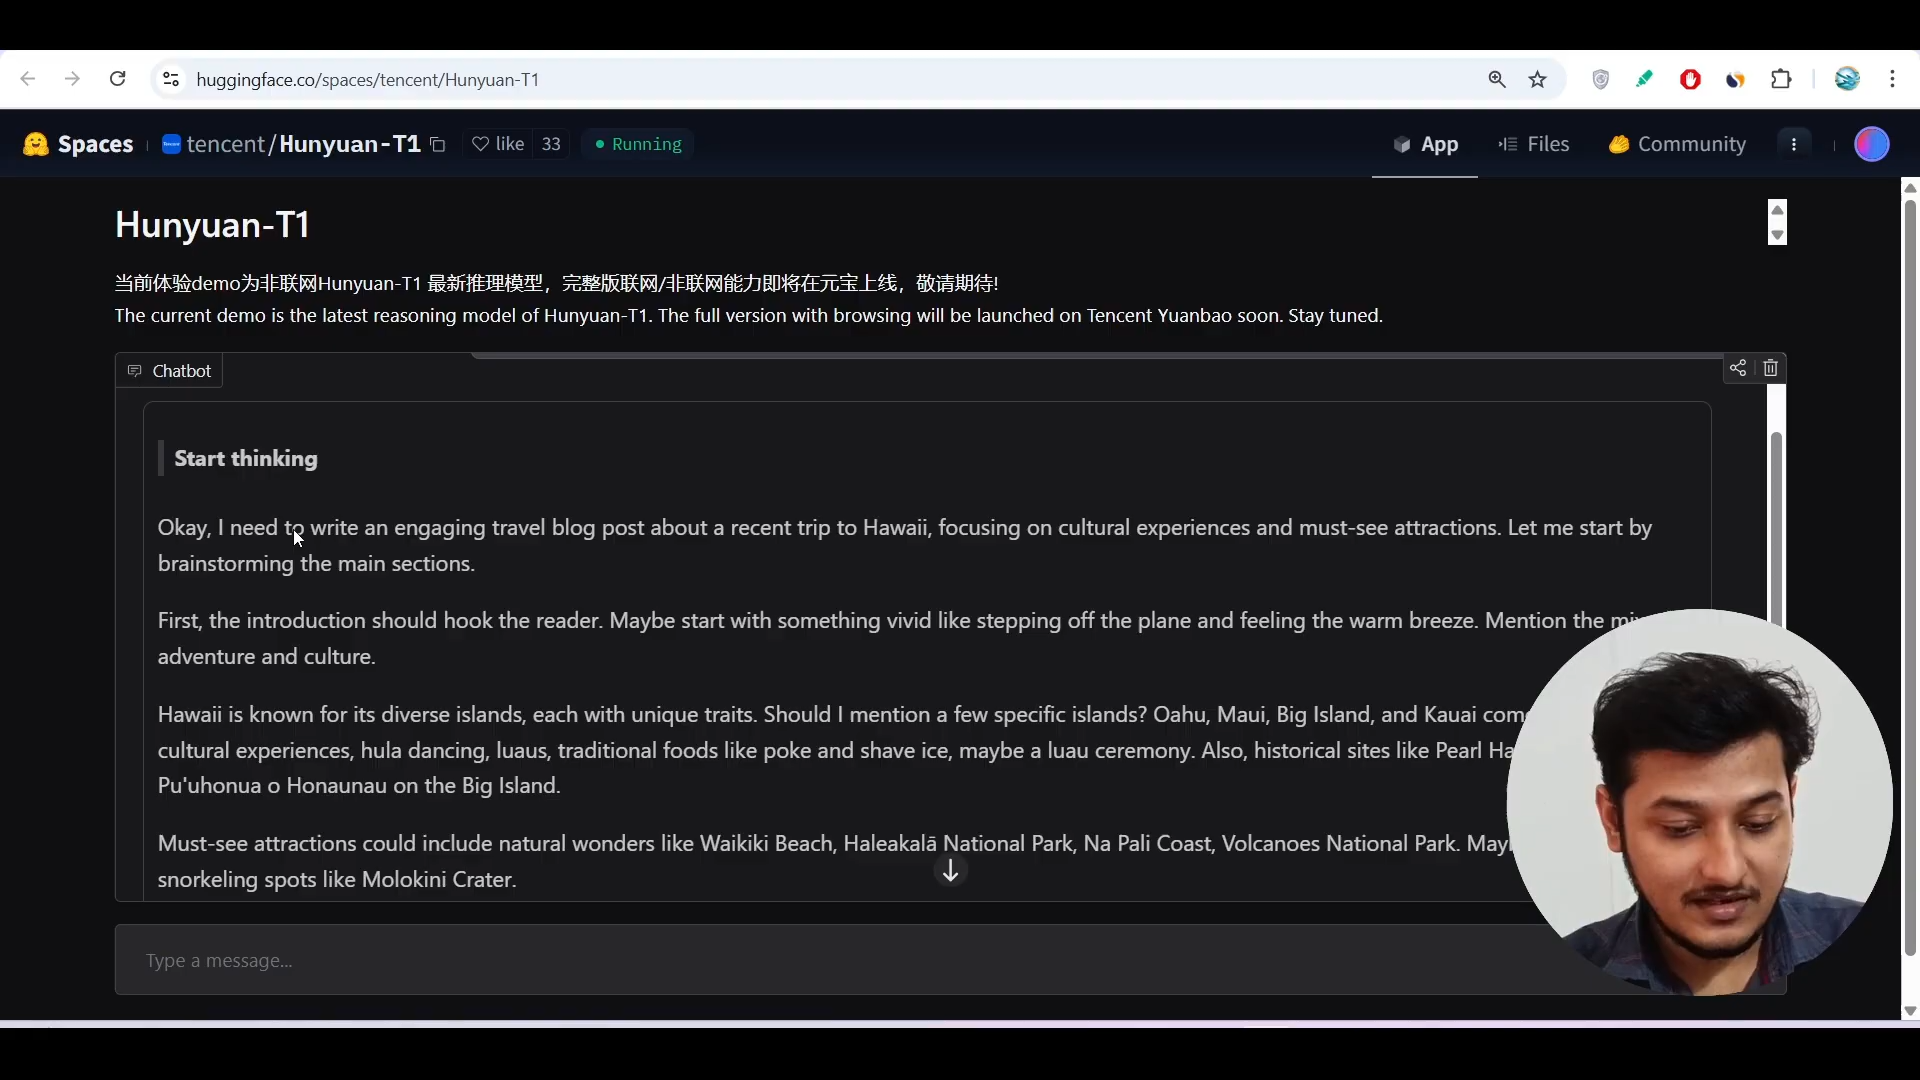 huggingface.co/spaces/tencent/Hunyuan-T1
Spaces tencent/Hunyuan-T1 like 33 Running App Files Community
Hunyuan-T1
当前体验demo为非联网Hunyuan-T1 最新推理模型，完整版联网/非联网能力即将在元宝上线，敬请期待!
The current demo is the latest reasoning model of Hunyuan-T1. The full version with browsing will be launched on Tencent Yuanbao soon. Stay tuned.
Chatbot
Start thinking
Okay, I need to write an engaging travel blog post about a recent trip to Hawaii, focusing on cultural experiences and must-see attractions. Let me start by
brainstorming the main sections.
First, the introduction should hook the reader. Maybe start with something vivid like stepping off the plane and feeling the warm breeze. Mention the
adventure and culture.
Hawaii is known for its diverse islands, each with unique traits. Should I mention a few specific islands? Oahu, Maui, Big Island, and Kauai
cultural experiences, hula dancing, luaus, traditional foods like poke and shave ice, maybe a luau ceremony. Also, historical sites like Pearl
Pu'uhonua o Honaunau on the Big Island.
Must-see attractions could include natural wonders like Waikiki Beach, Haleakalā National Park, Na Pali Coast, Volcanoes National Park.
snorkeling spots like Molokini Crater.
Type a message...